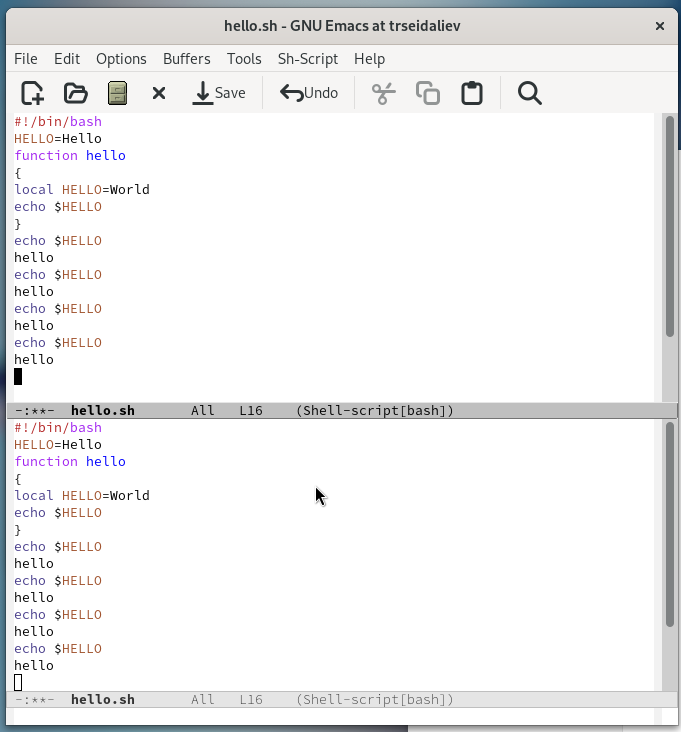 hello.sh - GNU Emacs at trseidaliev ×
File Edit Options Buffers Tools Sh-Script Help
Save Undo
#!/bin/bash
HELLO=Hello
function hello
{
local HELLO=World
echo $HELLO
}
echo $HELLO
hello
echo $HELLO
hello
echo $HELLO
hello
echo $HELLO
hello
-:**- hello.sh All L16 (Shell-script[bash])
#!/bin/bash
HELLO=Hello
function hello
{
local HELLO=World
echo $HELLO
}
echo $HELLO
hello
echo $HELLO
hello
echo $HELLO
hello
echo $HELLO
hello
-:**- hello.sh All L16 (Shell-script[bash])